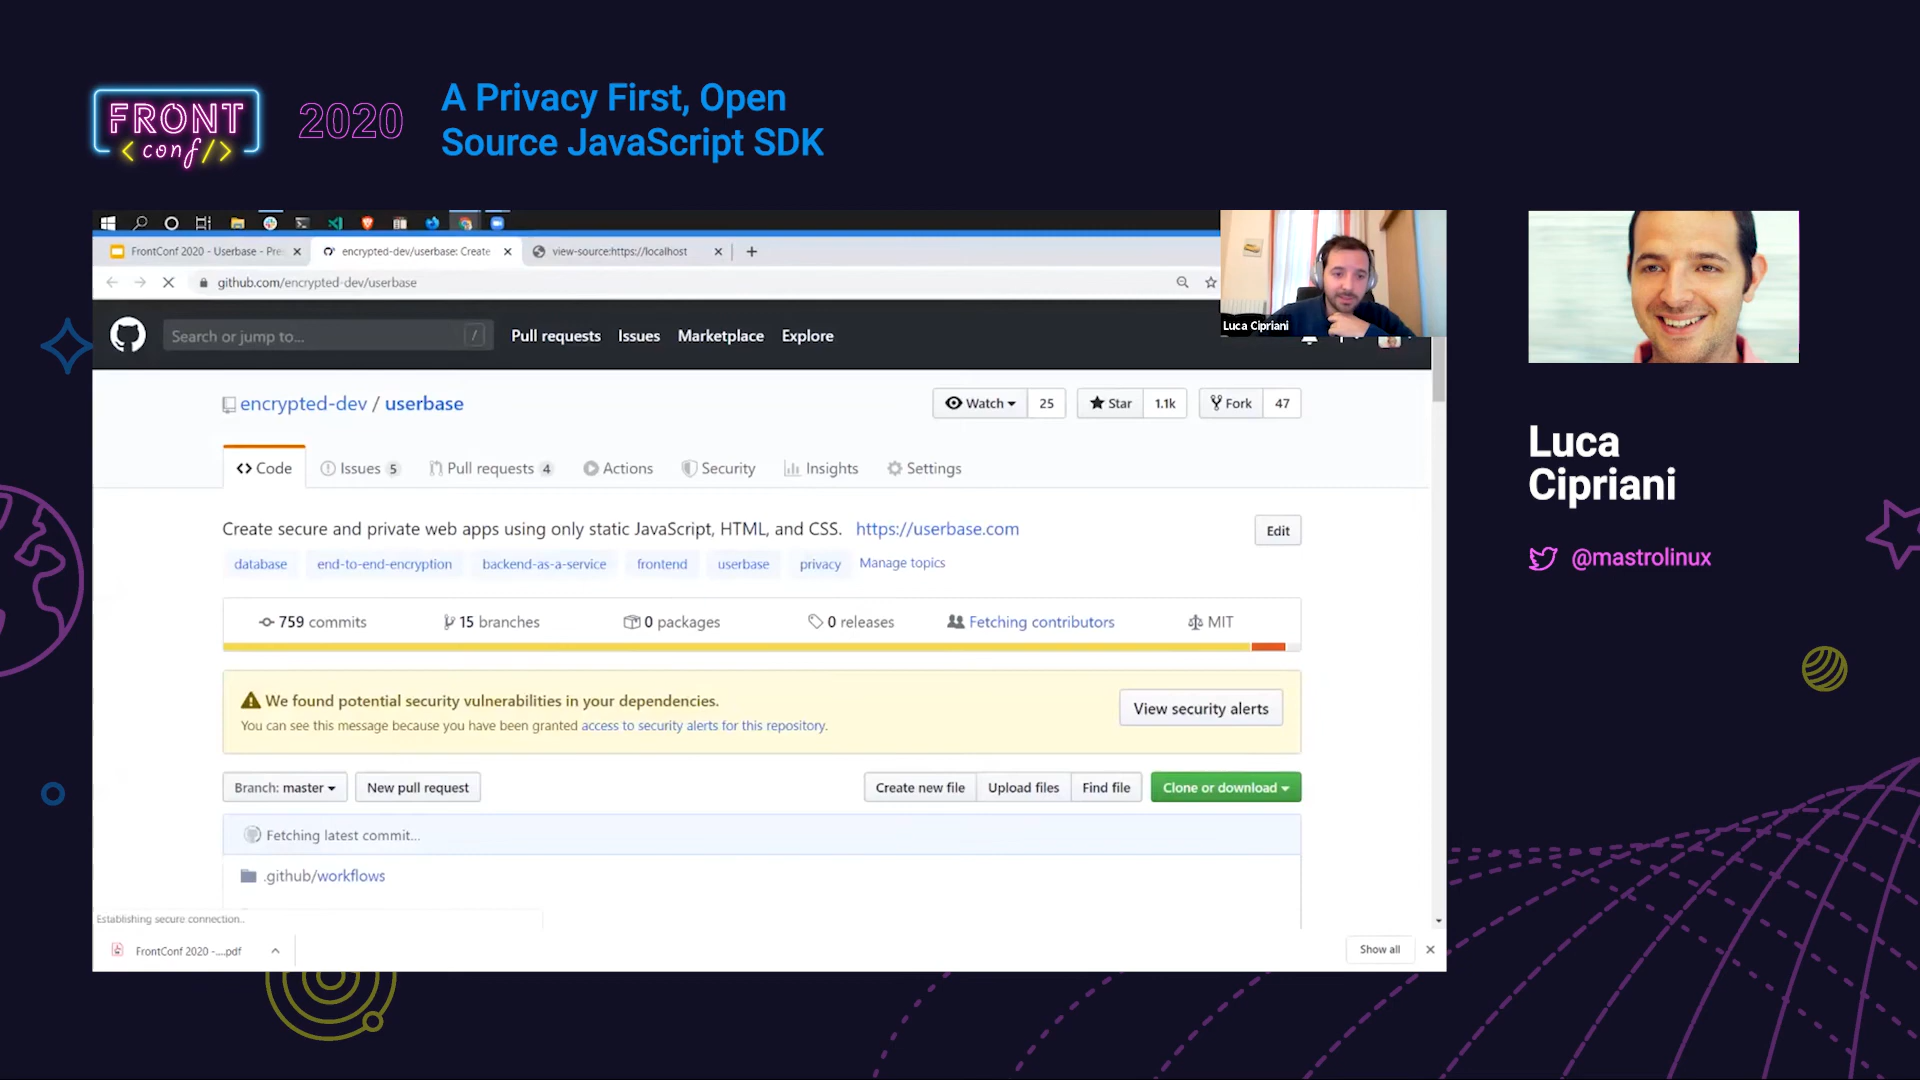 FRONT
<conf/>
2020
A Privacy First, Open
Source JavaScript SDK
FrontConf 2020 - Userbase - Pre
encrypted-dev/userbase: Create
view-source:https://localhost
github.com/encrypted-dev/userbase
Luca Cipriani
Search or jump to...
/
Pull requests
Issues
Marketplace
Explore
encrypted-dev / userbase
Watch
25
Star
1.1k
Fork
47
Code
Issues 5
Pull requests 4
Actions
Security
Insights
Settings
Create secure and private web apps using only static JavaScript, HTML, and CSS. https://userbase.com
Edit
database
end-to-end-encryption
backend-as-a-service
frontend
userbase
privacy
Manage topics
759 commits
15 branches
0 packages
0 releases
Fetching contributors
MIT
We found potential security vulnerabilities in your dependencies.
You can see this message because you have been granted access to security alerts for this repository.
View security alerts
Branch: master
New pull request
Create new file
Upload files
Find file
Clone or download
Fetching latest commit...
.github/workflows
Establishing secure connection...
FrontConf 2020 -....pdf
Show all
Luca
Cipriani
@mastrolinux